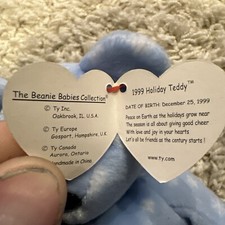 The Beanie Babies Collection®
© Ty Inc.
Oakbrook, IL, U.S.A.
© Ty Europe
Gosport, Hampshire, U.K.
© Ty Canada
Aurora, Ontario
Handmade in China
1999 Holiday Teddy™
DATE OF BIRTH: December 25, 1999
Peace on Earth as the holidays grow near
The season is all about giving good cheer
With love and joy in your hearts
Let's all be friends as the century starts !
www.ty.com